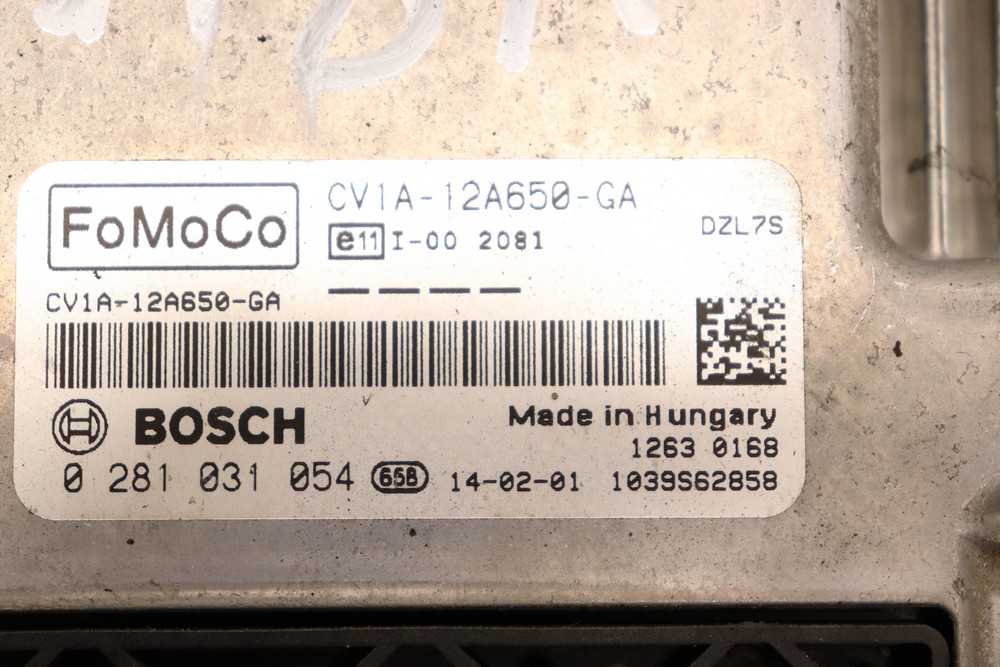 FoMoCo
CV1A-12A650-GA
e11 I-00 2081
DZL7S
CV1A-12A650-GA
BOSCH
Made in Hungary
1263 0168
0 281 031 054 65B 14-02-01 1039S62858